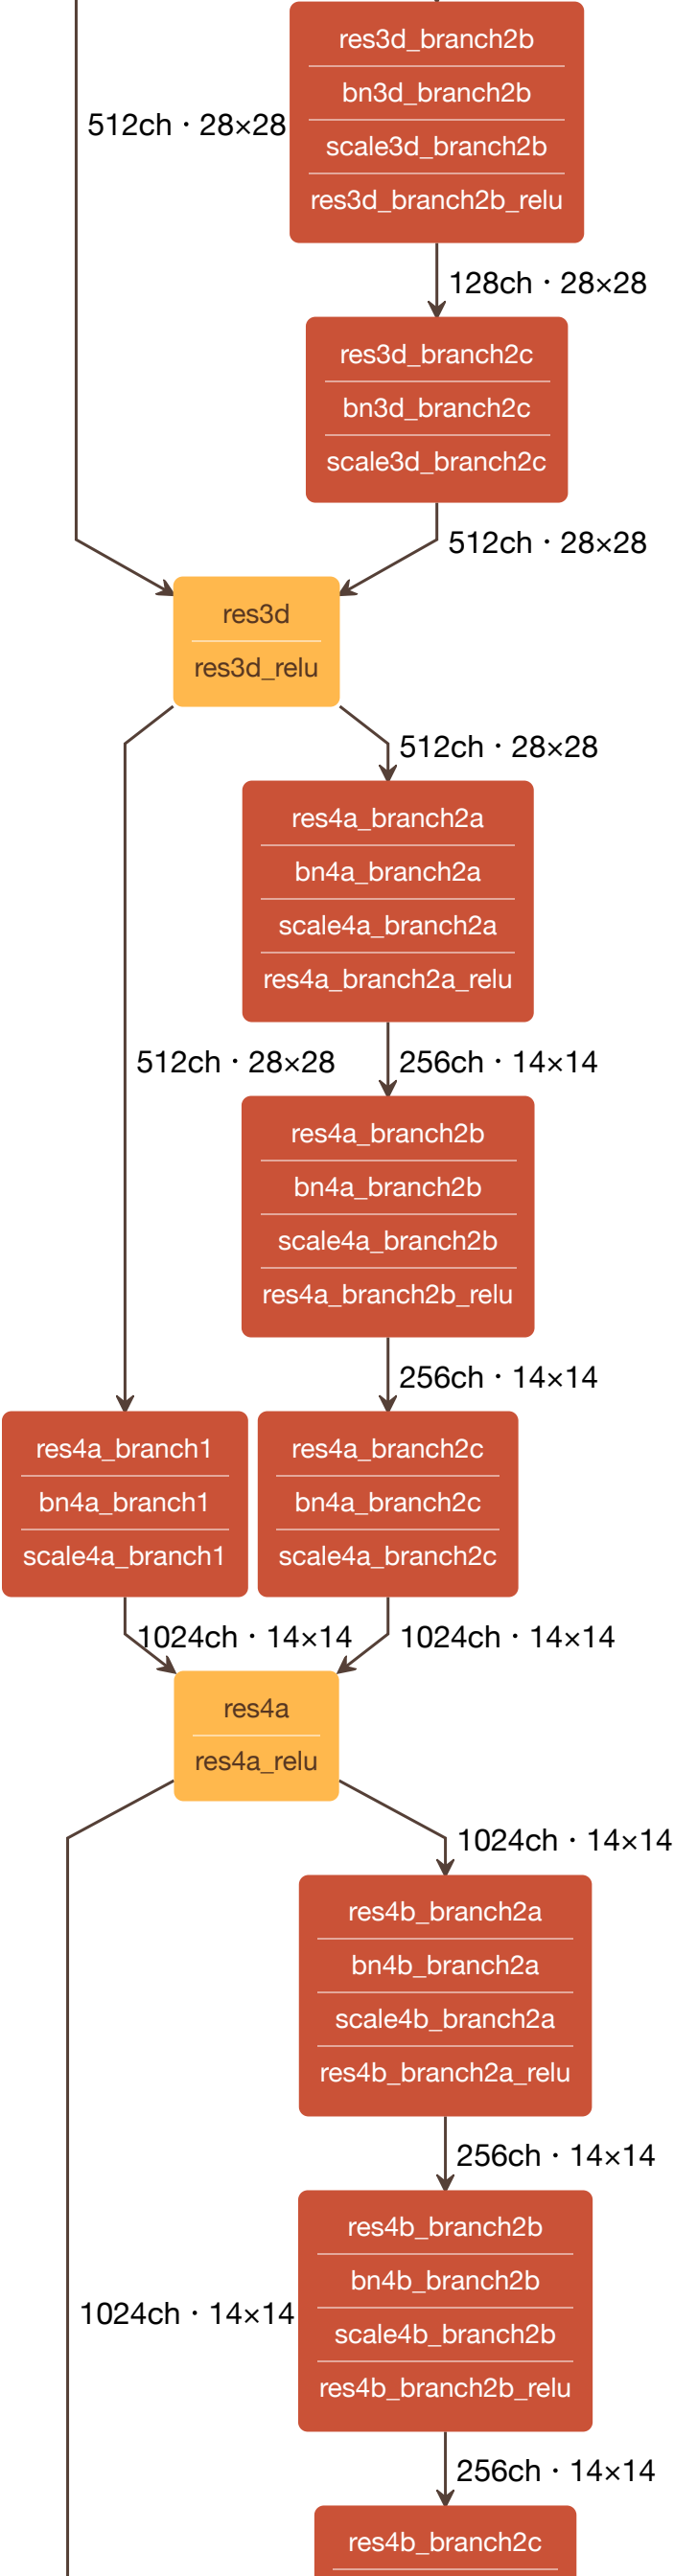 res3d_branch2b
bn3d_branch2b
512ch · 28×28
scale3d_branch2b
res3d_branch2b_relu
128ch · 28×28
res3d_branch2c
bn3d_branch2c
scale3d_branch2c
512ch · 28×28
res3d
res3d_relu
512ch · 28×28
res4a_branch2a
bn4a_branch2a
scale4a_branch2a
res4a_branch2a_relu
512ch · 28×28
256ch · 14×14
res4a_branch2b
bn4a_branch2b
scale4a_branch2b
res4a_branch2b_relu
256ch · 14×14
res4a_branch1
bn4a_branch1
scale4a_branch1
res4a_branch2c
bn4a_branch2c
scale4a_branch2c
1024ch · 14×14
1024ch · 14×14
res4a
res4a_relu
1024ch · 14×14
res4b_branch2a
bn4b_branch2a
scale4b_branch2a
res4b_branch2a_relu
256ch · 14×14
res4b_branch2b
bn4b_branch2b
1024ch · 14×14
scale4b_branch2b
res4b_branch2b_relu
256ch · 14×14
res4b_branch2c